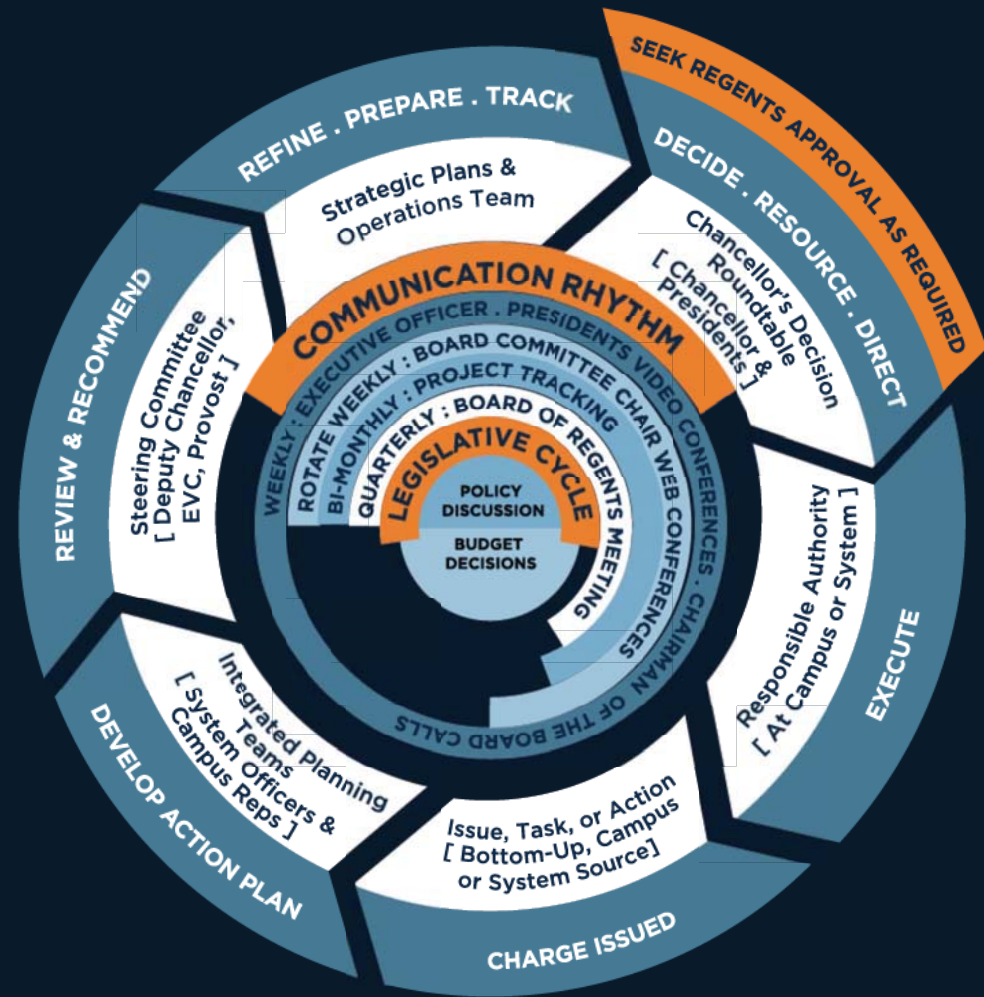 SEEK REGENTS APPROVAL AS REQUIRED
DECIDE . RESOURCE . DIRECT
Chancellor's Decision
Roundtable
[ Chancellor &
Presidents ]
EXECUTE
Responsible Authority
[ At Campus or System ]
CHARGE ISSUED
Issue, Task, or Action
[ Bottom-Up, Campus
or System Source]
DEVELOP ACTION PLAN
Integrated Planning
Teams
[ System Officers &
Campus Reps ]
REVIEW & RECOMMEND
Steering Committee
[ Deputy Chancellor,
EVC, Provost ]
REFINE . PREPARE . TRACK
Strategic Plans &
Operations Team
COMMUNICATION RHYTHM
WEEKLY : EXECUTIVE OFFICER . PRESIDENTS VIDEO CONFERENCES . CHAIRMAN OF THE BOARD CALLS
ROTATE WEEKLY : BOARD COMMITTEE CHAIR WEB CONFERENCES
BI-MONTHLY : PROJECT TRACKING
QUARTERLY : BOARD OF REGENTS MEETING
LEGISLATIVE CYCLE
POLICY
DISCUSSION
BUDGET
DECISIONS